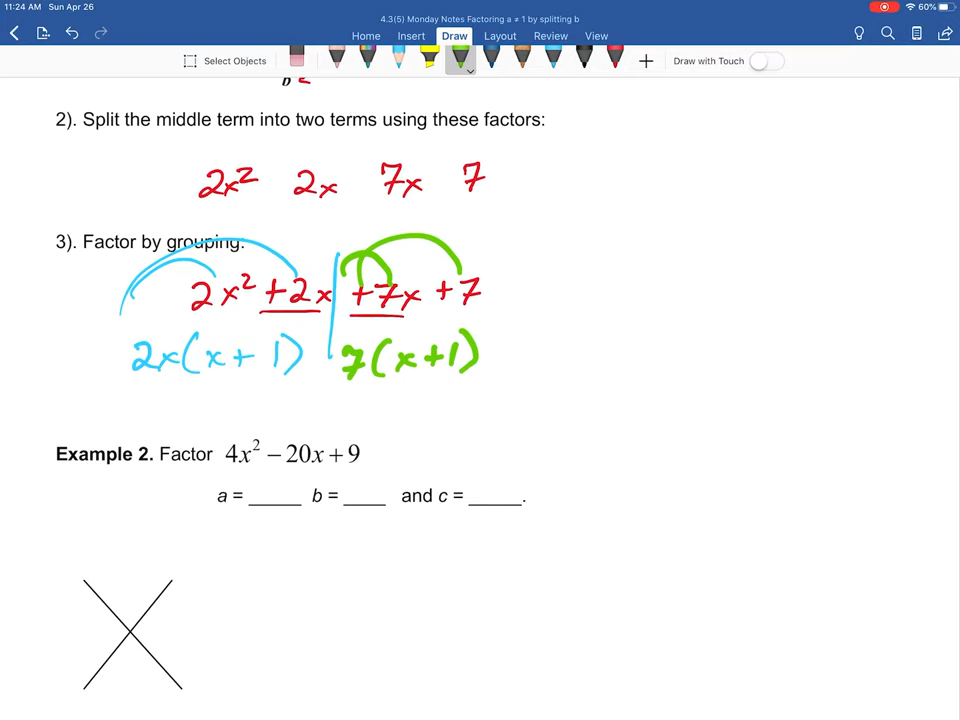 11:24 AM Sun Apr 26
60%
4.3(5) Monday Notes Factoring a ≠ 1 by splitting b
Home Insert Draw Layout Review View
Select Objects
Draw with Touch
2). Split the middle term into two terms using these factors:
2x² 2x 7x 7
3). Factor by grouping:
2x² + 2x + 7x + 7
2x(x + 1) 7(x+1)
Example 2. Factor 4x² − 20x + 9
a = _____ b = ____ and c = _____.